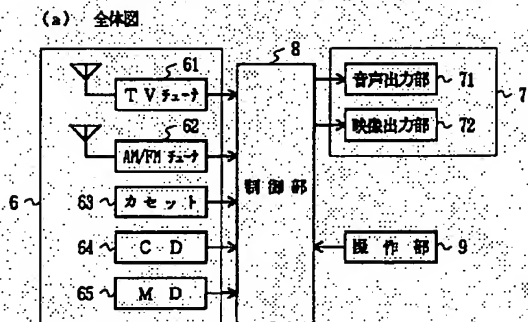 (a) 全体図
61
TVチューナ
62
AM/FMチューナ
6
63 カセット
64 CD
65 MD
8
制御部
音声出力部 71
映像出力部 72
7
操作部 9